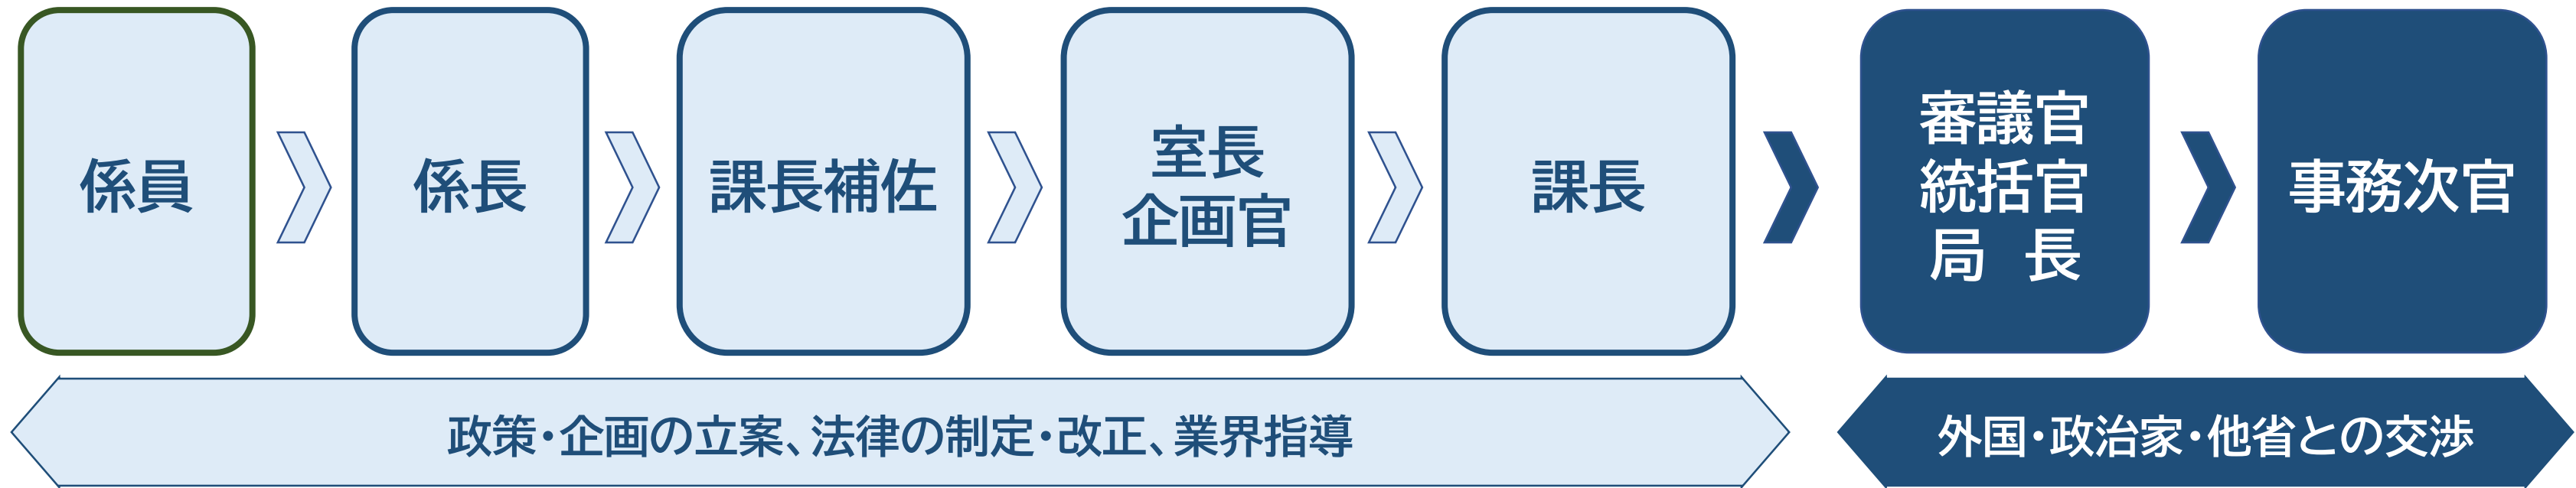 係員
係長
課長補佐
室長
企画官
課長
審議官
統括官
局　長
事務次官
政策・企画の立案、法律の制定・改正、業界指導
外国・政治家・他省との交渉